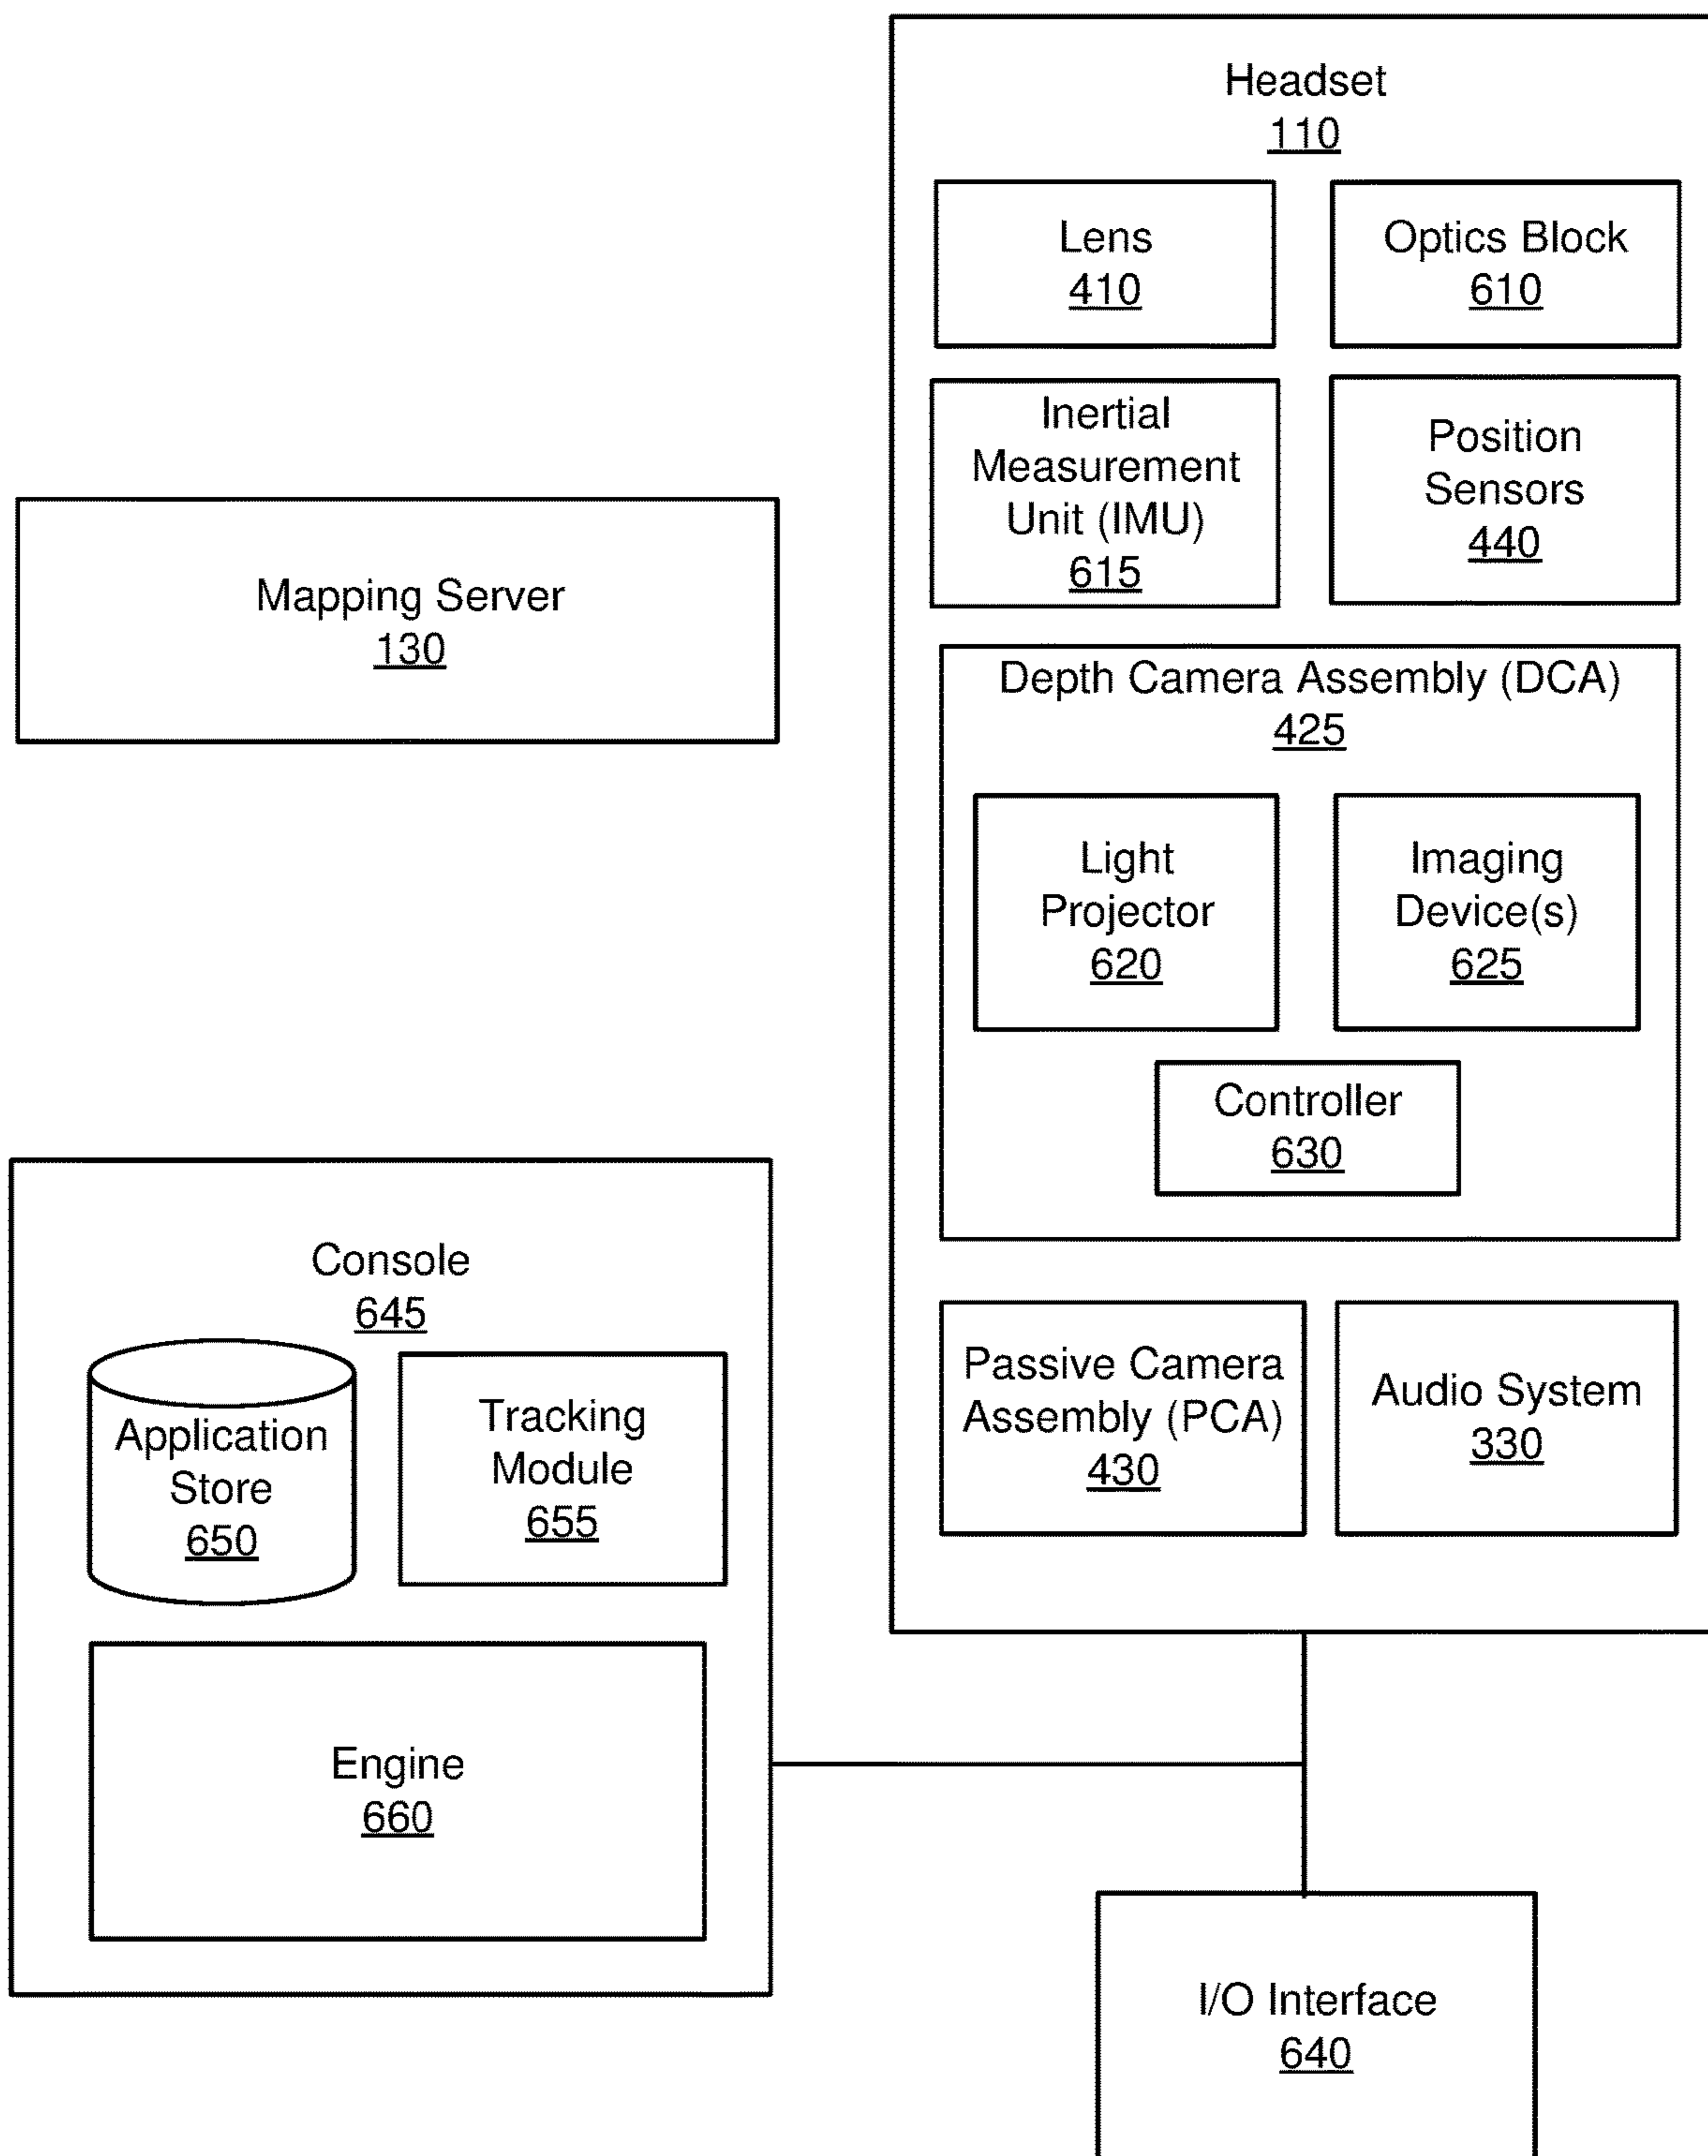 Headset
110
Lens
410
Optics Block
610
Inertial
Measurement
Unit (IMU)
615
Position
Sensors
440
Mapping Server
130
Depth Camera Assembly (DCA)
425
Light
Projector
620
Imaging
Device(s)
625
Controller
630
Console
645
Application
Store
650
Tracking
Module
655
Passive Camera
Assembly (PCA)
430
Audio System
330
Engine
660
I/O Interface
640